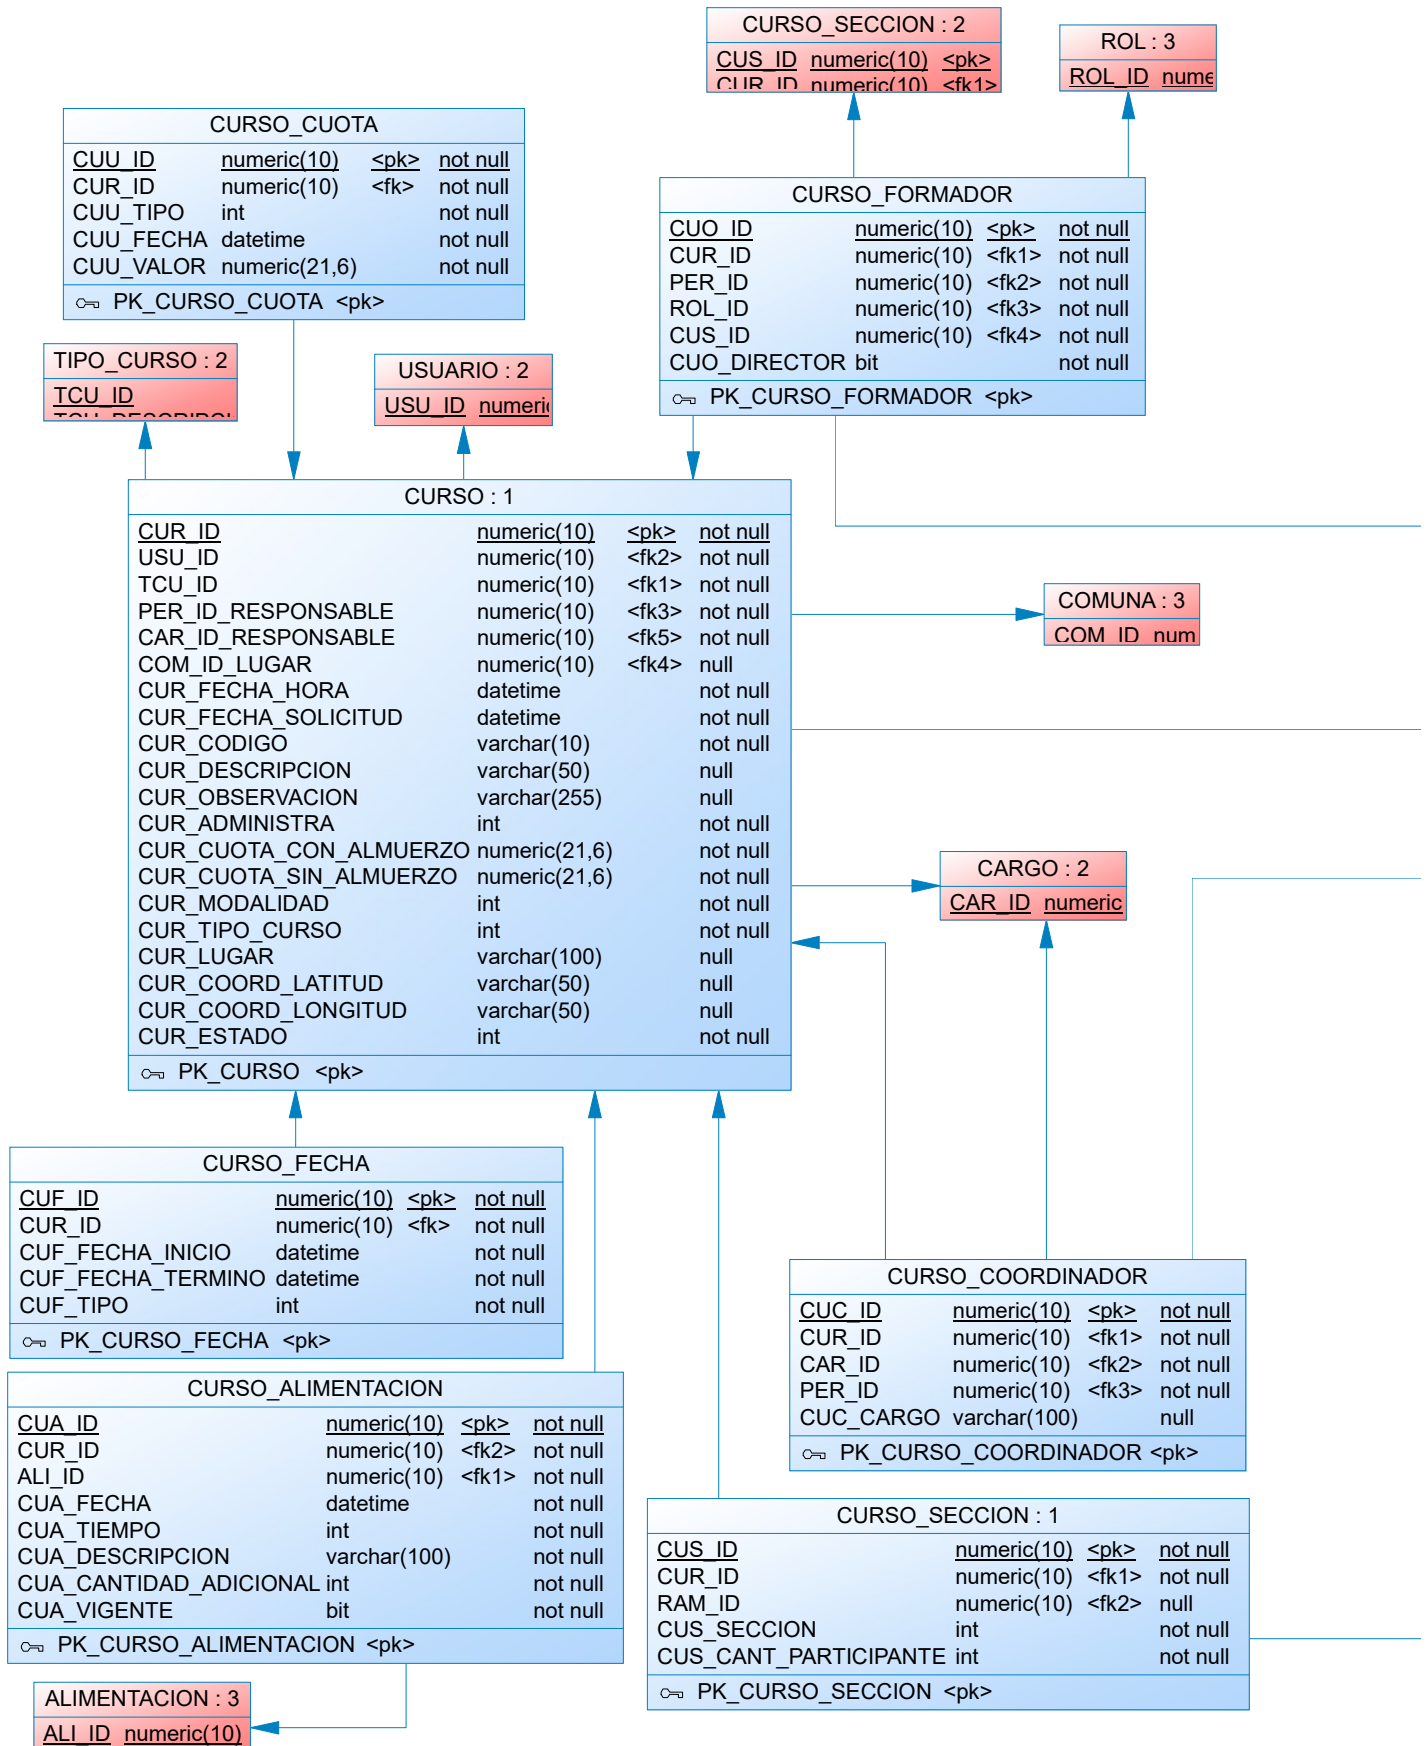 CURSO_SECCION : 2
CUS_ID numeric(10) <pk>
CUR_ID numeric(10) <fk1>
ROL : 3
ROL_ID nume
CURSO_CUOTA
CUU_ID numeric(10) <pk> not null
CUR_ID numeric(10) <fk> not null
CUU_TIPO int not null
CUU_FECHA datetime not null
CUU_VALOR numeric(21,6) not null
PK_CURSO_CUOTA <pk>
CURSO_FORMADOR
CUO_ID numeric(10) <pk> not null
CUR_ID numeric(10) <fk1> not null
PER_ID numeric(10) <fk2> not null
ROL_ID numeric(10) <fk3> not null
CUS_ID numeric(10) <fk4> not null
CUO_DIRECTOR bit not null
PK_CURSO_FORMADOR <pk>
TIPO_CURSO : 2
TCU_ID
USUARIO : 2
USU_ID numeric
CURSO : 1
CUR_ID numeric(10) <pk> not null
USU_ID numeric(10) <fk2> not null
TCU_ID numeric(10) <fk1> not null
PER_ID_RESPONSABLE numeric(10) <fk3> not null
CAR_ID_RESPONSABLE numeric(10) <fk5> not null
COM_ID_LUGAR numeric(10) <fk4> null
CUR_FECHA_HORA datetime not null
CUR_FECHA_SOLICITUD datetime not null
CUR_CODIGO varchar(10) not null
CUR_DESCRIPCION varchar(50) null
CUR_OBSERVACION varchar(255) null
CUR_ADMINISTRA int not null
CUR_CUOTA_CON_ALMUERZO numeric(21,6) not null
CUR_CUOTA_SIN_ALMUERZO numeric(21,6) not null
CUR_MODALIDAD int not null
CUR_TIPO_CURSO int not null
CUR_LUGAR varchar(100) null
CUR_COORD_LATITUD varchar(50) null
CUR_COORD_LONGITUD varchar(50) null
CUR_ESTADO int not null
PK_CURSO <pk>
COMUNA : 3
COM_ID num
CARGO : 2
CAR_ID numeric
CURSO_FECHA
CUF_ID numeric(10) <pk> not null
CUR_ID numeric(10) <fk> not null
CUF_FECHA_INICIO datetime not null
CUF_FECHA_TERMINO datetime not null
CUF_TIPO int not null
PK_CURSO_FECHA <pk>
CURSO_COORDINADOR
CUC_ID numeric(10) <pk> not null
CUR_ID numeric(10) <fk1> not null
CAR_ID numeric(10) <fk2> not null
PER_ID numeric(10) <fk3> not null
CUC_CARGO varchar(100) null
PK_CURSO_COORDINADOR <pk>
CURSO_ALIMENTACION
CUA_ID numeric(10) <pk> not null
CUR_ID numeric(10) <fk2> not null
ALI_ID numeric(10) <fk1> not null
CUA_FECHA datetime not null
CUA_TIEMPO int not null
CUA_DESCRIPCION varchar(100) not null
CUA_CANTIDAD_ADICIONAL int not null
CUA_VIGENTE bit not null
PK_CURSO_ALIMENTACION <pk>
CURSO_SECCION : 1
CUS_ID numeric(10) <pk> not null
CUR_ID numeric(10) <fk1> not null
RAM_ID numeric(10) <fk2> null
CUS_SECCION int not null
CUS_CANT_PARTICIPANTE int not null
PK_CURSO_SECCION <pk>
ALIMENTACION : 3
ALI_ID numeric(10)